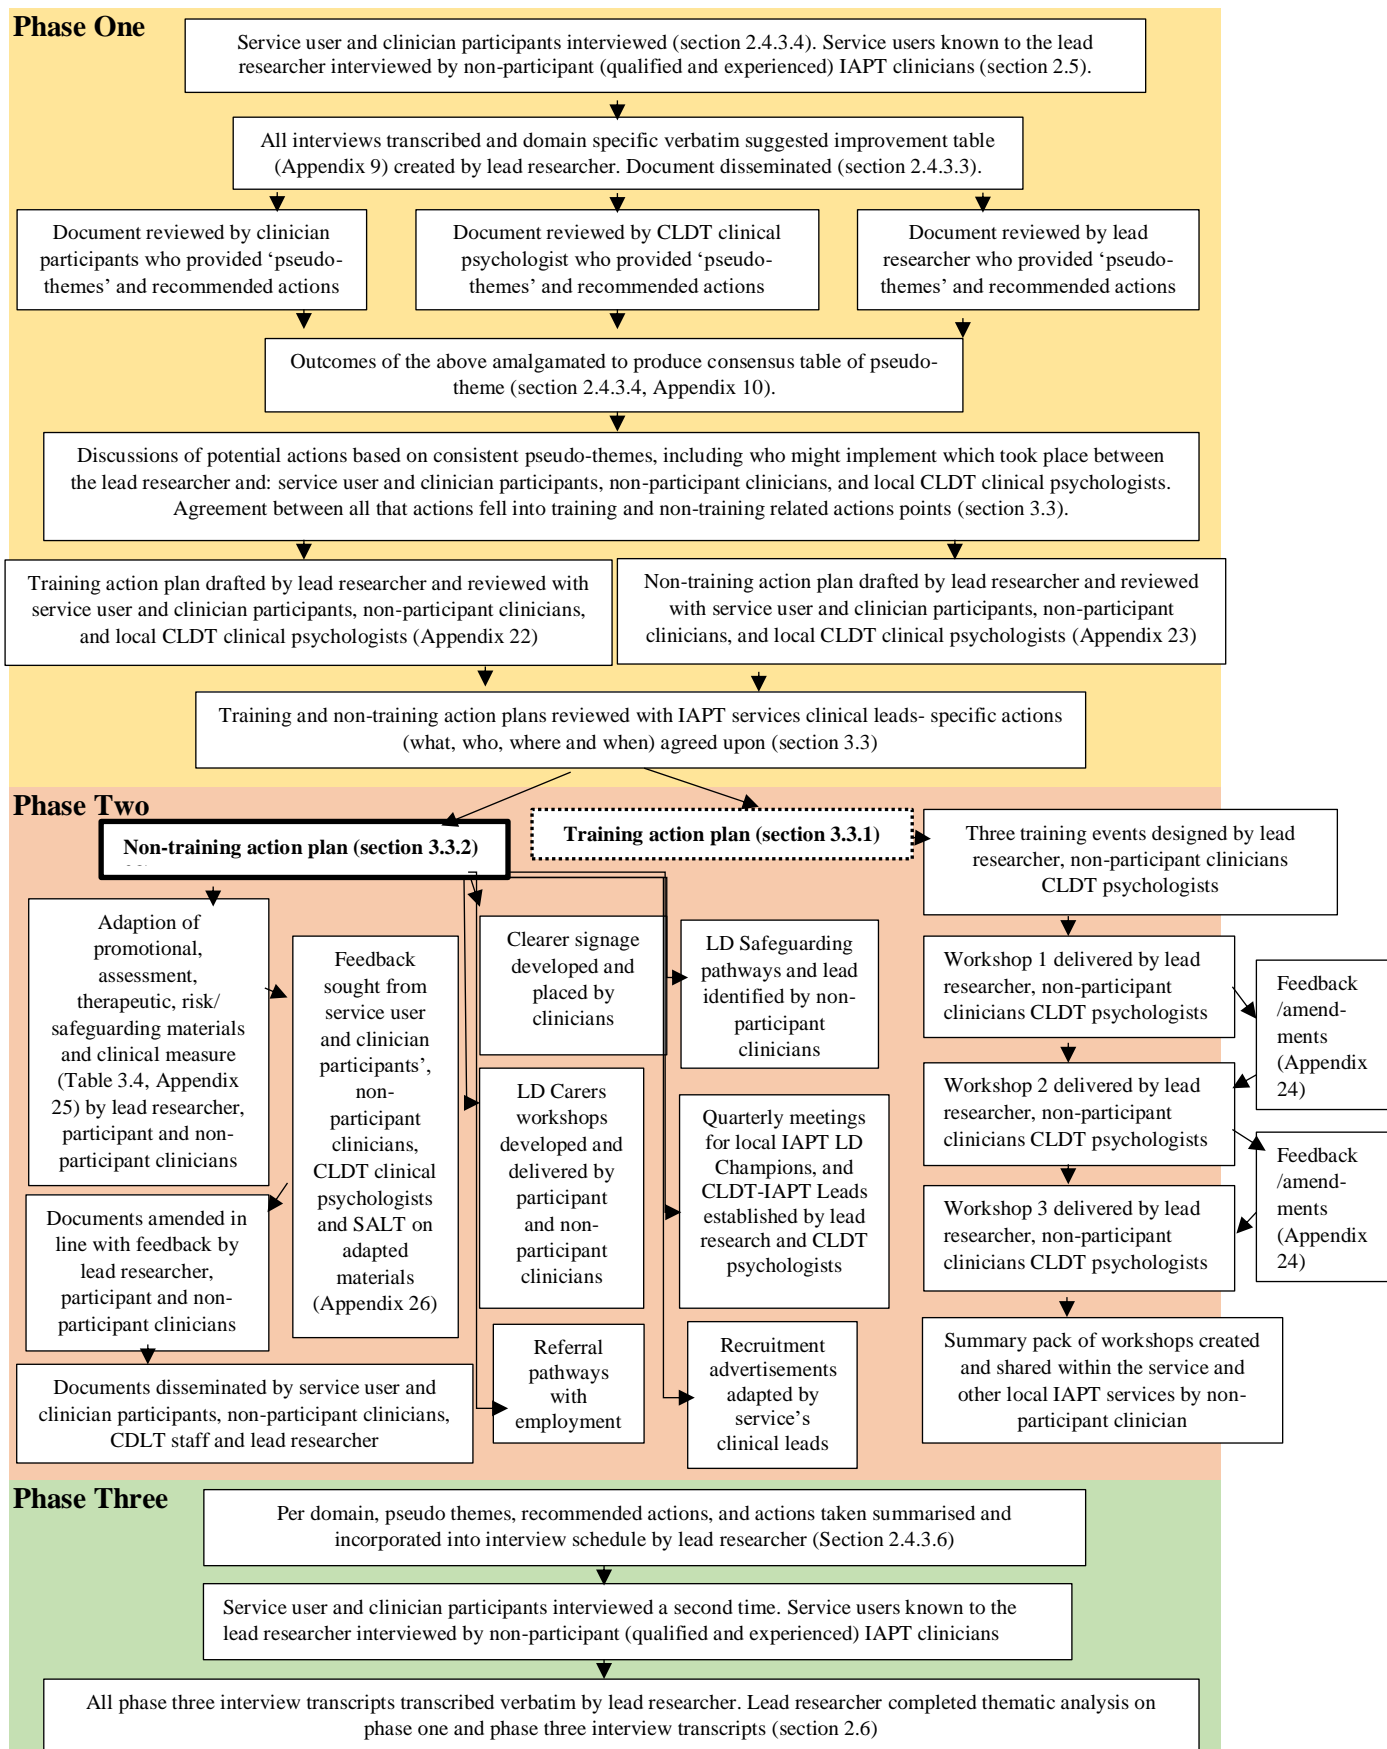 Phase One
Service user and clinician participants interviewed (section 2.4.3.4). Service users known to the lead
researcher interviewed by non-participant (qualified and experienced) IAPT clinicians (section 2.5).
All interviews transcribed and domain specific verbatim suggested improvement table
(Appendix 9) created by lead researcher. Document disseminated (section 2.4.3.3).
Document reviewed by clinician
participants who provided ‘pseudo-
themes’ and recommended actions
Document reviewed by CLDT clinical
psychologist who provided ‘pseudo-
themes’ and recommended actions
Document reviewed by lead
researcher who provided ‘pseudo-
themes’ and recommended actions
Outcomes of the above amalgamated to produce consensus table of pseudo-
theme (section 2.4.3.4, Appendix 10).
Discussions of potential actions based on consistent pseudo-themes, including who might implement which took place between
the lead researcher and: service user and clinician participants, non-participant clinicians, and local CLDT clinical psychologists.
Agreement between all that actions fell into training and non-training related actions points (section 3.3).
Training action plan drafted by lead researcher and reviewed with
service user and clinician participants, non-participant clinicians,
and local CLDT clinical psychologists (Appendix 22)
Non-training action plan drafted by lead researcher and reviewed
with service user and clinician participants, non-participant
clinicians, and local CLDT clinical psychologists (Appendix 23)
Training and non-training action plans reviewed with IAPT services clinical leads- specific actions
(what, who, where and when) agreed upon (section 3.3)
Phase Two
Non-training action plan (section 3.3.2)
Training action plan (section 3.3.1)
Three training events designed by lead
researcher, non-participant clinicians
CLDT psychologists
Adaption of
promotional,
assessment,
therapeutic, risk/
safeguarding materials
and clinical measure
(Table 3.4, Appendix
25) by lead researcher,
participant and non-
participant clinicians
Feedback
sought from
service user
and clinician
participants’,
non-
participant
clinicians,
CLDT clinical
psychologists
and SALT on
adapted
materials
(Appendix 26)
Documents amended in
line with feedback by
lead researcher,
participant and non-
participant clinicians
Documents disseminated by service user and
clinician participants, non-participant clinicians,
CDLT staff and lead researcher
Clearer signage
developed and
placed by
clinicians
LD Safeguarding
pathways and lead
identified by non-
participant
clinicians
LD Carers
workshops
developed and
delivered by
participant
and non-
participant
clinicians
Quarterly meetings
for local IAPT LD
Champions, and
CLDT-IAPT Leads
established by lead
research and CLDT
psychologists
Referral
pathways
with
employment
Recruitment
advertisements
adapted by
service’s
clinical leads
Workshop 1 delivered by lead
researcher, non-participant
clinicians CLDT psychologists
Feedback
/amend-
ments
(Appendix
24)
Workshop 2 delivered by lead
researcher, non-participant
clinicians CLDT psychologists
Feedback
/amend-
ments
(Appendix
24)
Workshop 3 delivered by lead
researcher, non-participant
clinicians CLDT psychologists
Summary pack of workshops created
and shared within the service and
other local IAPT services by non-
participant clinician
Phase Three
Per domain, pseudo themes, recommended actions, and actions taken summarised and
incorporated into interview schedule by lead researcher (Section 2.4.3.6)
Service user and clinician participants interviewed a second time. Service users known to the
lead researcher interviewed by non-participant (qualified and experienced) IAPT clinicians
All phase three interview transcripts transcribed verbatim by lead researcher. Lead researcher completed thematic analysis on
phase one and phase three interview transcripts (section 2.6)